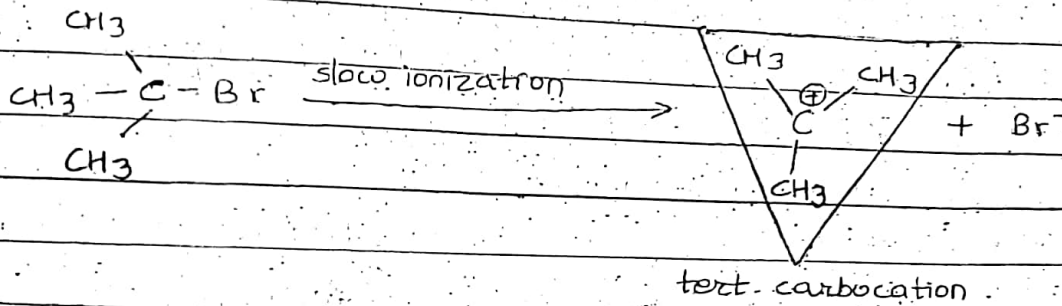 CH3
CH3 — C — Br slow. ionization → CH3 CH3
⊕
C + Br⁻
CH3 CH3
tert. carbocation.